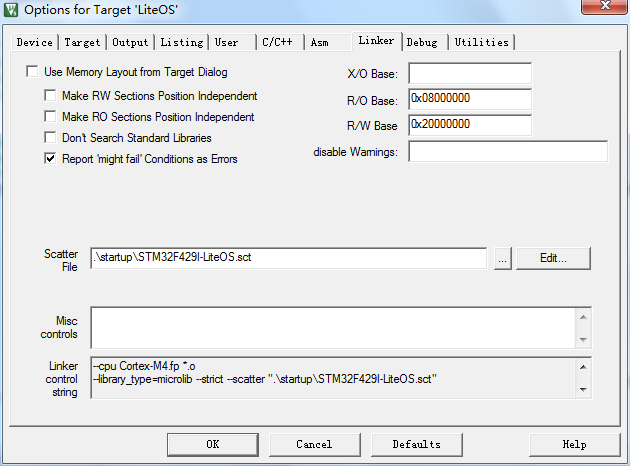 Options for Target 'LiteOS'
Device Target Output Listing User C/C++ Asm Linker Debug Utilities
Use Memory Layout from Target Dialog
X/O Base:
Make RW Sections Position Independent
R/O Base: 0x08000000
Make RO Sections Position Independent
R/W Base 0x20000000
Don't Search Standard Libraries
disable Warnings:
Report 'might fail' Conditions as Errors
Scatter
File
.\startup\STM32F429I-LiteOS.sct
... Edit...
Misc
controls
Linker
control
string
--cpu Cortex-M4.fp *.o
--library_type=microlib --strict --scatter ".\startup\STM32F429I-LiteOS.sct"
OK Cancel Defaults Help